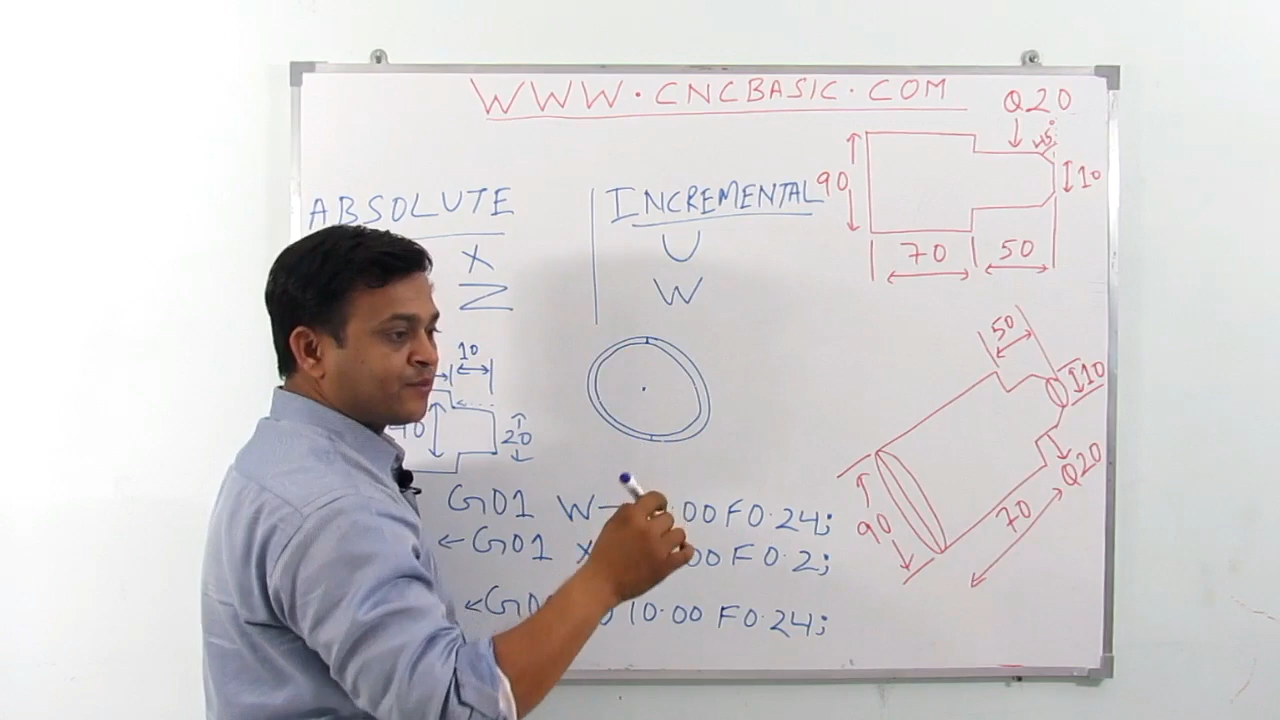 WWW.CNCBASIC.COM
ABSOLUTE
X
Z
INCREMENTAL
U
W
10
20
G01 W- .00 F0.24;
←G01 X .00 F0.2;
10.00 F0.24;
Q20
90
10
70
50
50
10
Q20
70
90